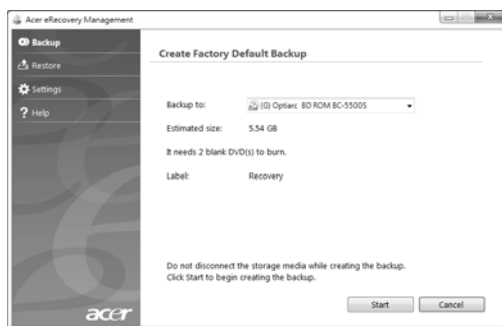 Acer eRecovery Management
Backup
Restore
Settings
Help
Create Factory Default Backup
Backup to: (G) Optiarc BD ROM BC-5500S
Estimated size: 5.54 GB
It needs 2 blank DVD(s) to burn.
Label: Recovery
Do not disconnect the storage media while creating the backup.
Click Start to begin creating the backup.
Start Cancel
acer